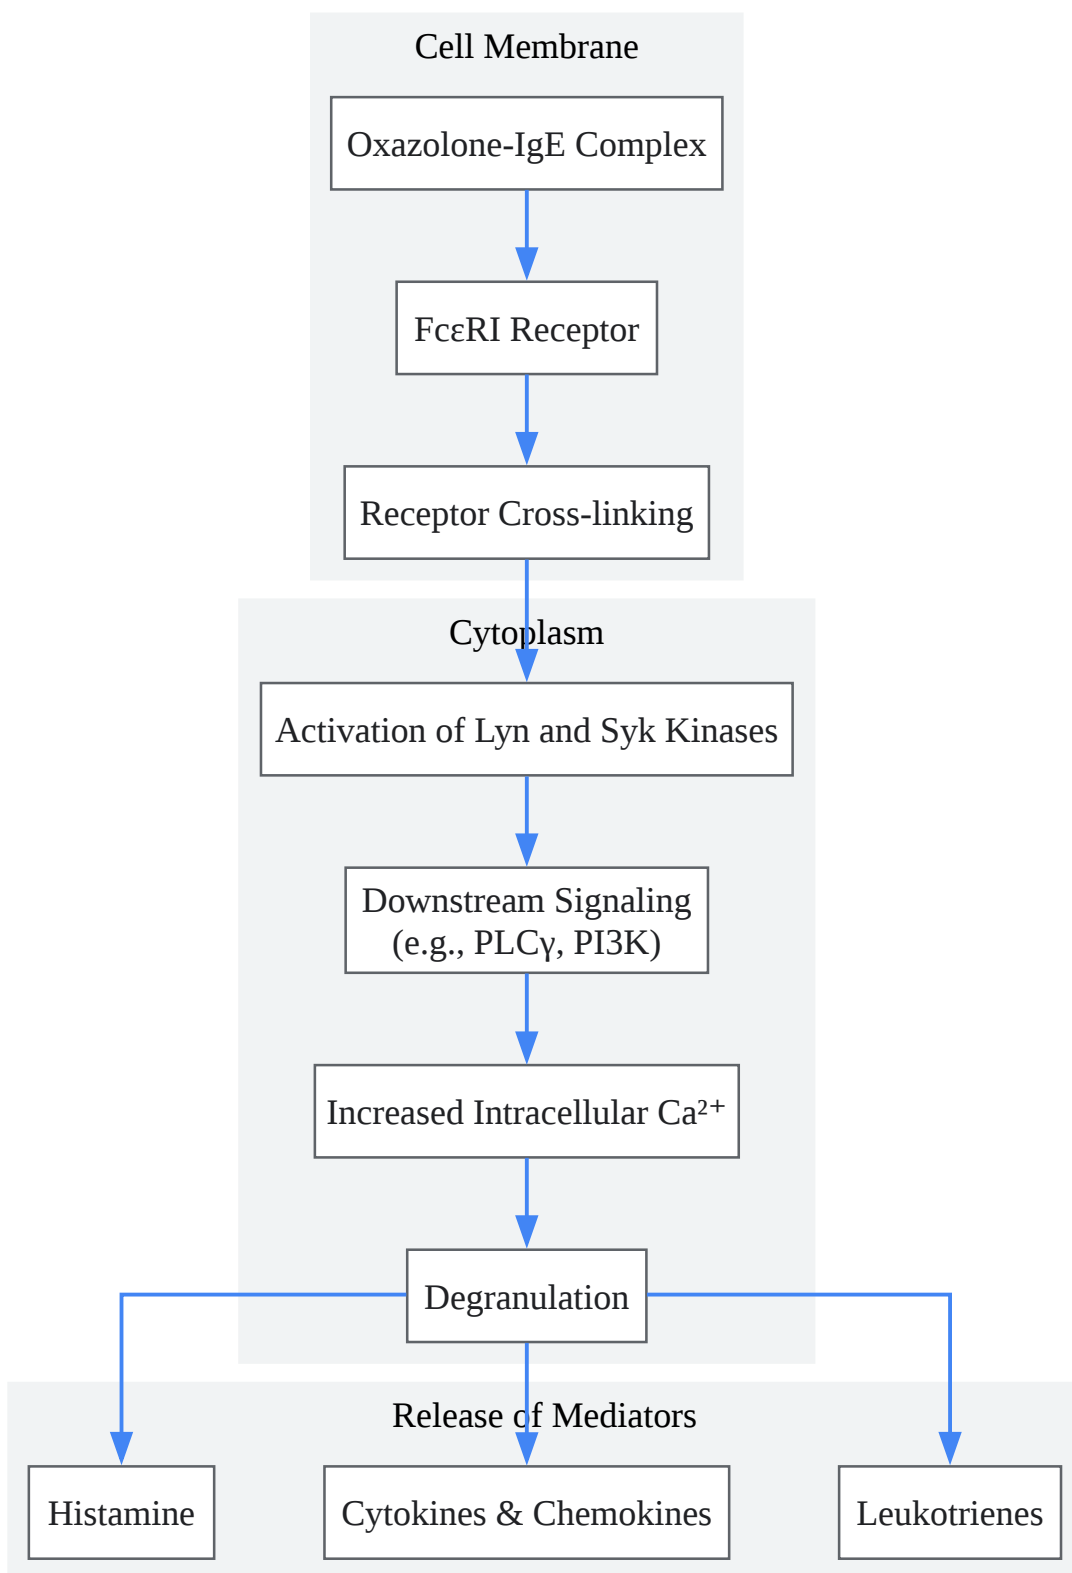 Cell Membrane
Oxazolone-IgE Complex
FcεRI Receptor
Receptor Cross-linking
Cytoplasm
Activation of Lyn and Syk Kinases
Downstream Signaling
(e.g., PLCγ, PI3K)
Increased Intracellular Ca²⁺
Degranulation
Release of Mediators
Histamine
Cytokines & Chemokines
Leukotrienes